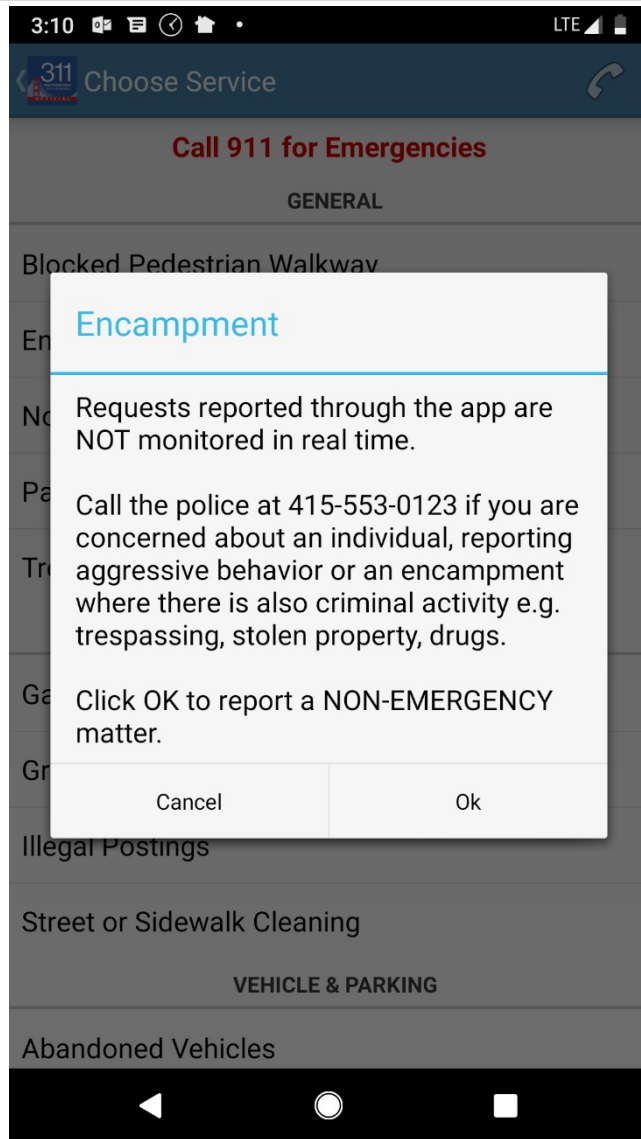 3:10
LTE
311
Choose Service
Call 911 for Emergencies
GENERAL
Blocked Pedestrian Walkway
Encampment
Requests reported through the app are
NOT monitored in real time.
Call the police at 415-553-0123 if you are
concerned about an individual, reporting
aggressive behavior or an encampment
where there is also criminal activity e.g.
trespassing, stolen property, drugs.
Click OK to report a NON-EMERGENCY
matter.
Cancel
Ok
Illegal Postings
Street or Sidewalk Cleaning
VEHICLE & PARKING
Abandoned Vehicles